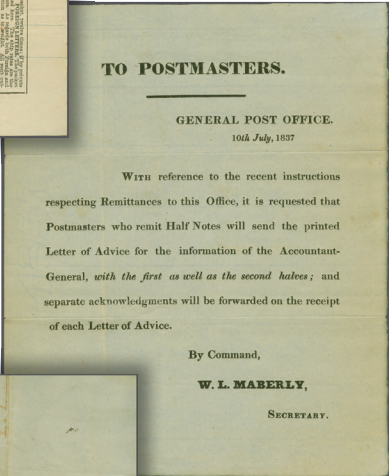 TO POSTMASTERS.
GENERAL POST OFFICE.
10th July, 1837
WITH reference to the recent instructions
respecting Remittances to this Office, it is requested that
Postmasters who remit Half Notes will send the printed
Letter of Advice for the information of the Accountant-
General, with the first as well as the second halves; and
separate acknowledgments will be forwarded on the receipt
of each Letter of Advice.
By Command,
W. L. MABERLY,
SECRETARY.